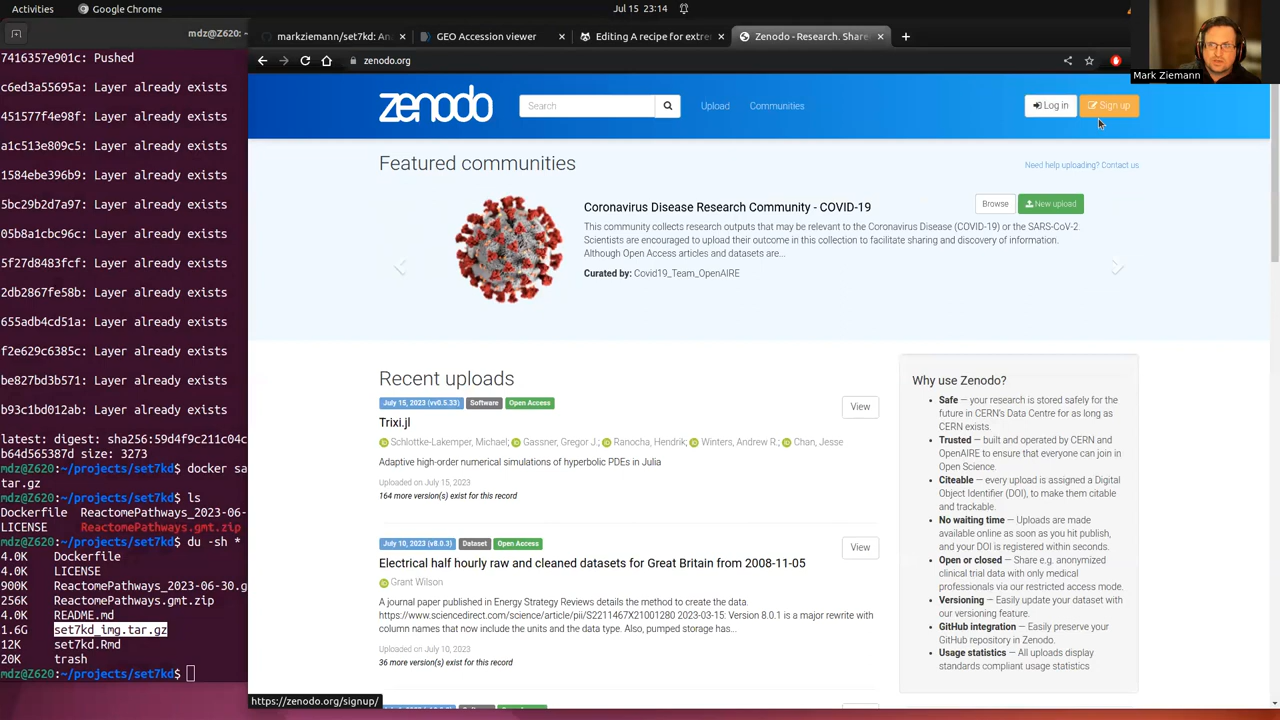 Activities
Chromium
Jul 15 23:14
mdz@Z620: ~/
7416357e901c: Pushed
c6ed3a55695a: Layer already exists
451577f4e98f: Layer already exists
a1c513e809c5: Layer already exists
1584ebe396b9: Layer already exists
5bc29b2d7a97: Layer already exists
05b8a1cbc96c: Layer already exists
5f27d8483f31: Layer already exists
2db2867fe58b: Layer already exists
655adb4cd51a: Layer already exists
f2e629c6385c: Layer already exists
be827bd3b571: Layer already exists
b93c1bd012ab: Layer already exists
latest: digest: sha256:59d4f9c211c04c
b64d565387d size: 3273
mdz@Z620:~/projects/set7kd$ docker sa
tar.gz
mdz@Z620:~/projects/set7kd$ ls
Dockerfile ReactomePathways_2023-06-
LICENSE ReactomePathways.gmt.zip
mdz@Z620:~/projects/set7kd$ du -sh *
4.0K Dockerfile
4.0K LICENSE
900K ReactomePathways_2023-06-30.g
256K ReactomePathways.gmt.zip
4.0K README.md
1.6G set7kd_img.tar.gz
12K set7kd.Rmd
20K trash
mdz@Z620:~/projects/set7kd$
markziemann/set7kd: An
GEO Accession viewer
Editing A recipe for extre
Zenodo - Research. Share
zenodo.org
Mark Ziemann
zenodo
Search
Upload
Communities
Log in
Sign up
Featured communities
Need help uploading? Contact us
Coronavirus Disease Research Community - COVID-19
Browse
New upload
This community collects research outputs that may be relevant to the Coronavirus Disease (COVID-19) or the SARS-CoV-2.
Scientists are encouraged to upload their outcome in this collection to facilitate sharing and discovery of information.
Although Open Access articles and datasets are...
Curated by: Covid19_Team_OpenAIRE
Recent uploads
July 15, 2023 (vv0.5.33) Software Open Access
View
Trixi.jl
Schlottke-Lakemper, Michael; Gassner, Gregor J.; Ranocha, Hendrik; Winters, Andrew R.; Chan, Jesse
Adaptive high-order numerical simulations of hyperbolic PDEs in Julia
Uploaded on July 15, 2023
164 more version(s) exist for this record
July 10, 2023 (v8.0.3) Dataset Open Access
View
Electrical half hourly raw and cleaned datasets for Great Britain from 2008-11-05
Grant Wilson
A journal paper published in Energy Strategy Reviews details the method to create the data.
https://www.sciencedirect.com/science/article/pii/S2211467X21001280 2023-03-15: Version 8.0.1 is a major rewrite with
column names that now include the units and the data type. Also, pumped storage has...
Uploaded on July 10, 2023
36 more version(s) exist for this record
Why use Zenodo?
Safe — your research is stored safely for the
future in CERN's Data Centre for as long as
CERN exists.
Trusted — built and operated by CERN and
OpenAIRE to ensure that everyone can join in
Open Science.
Citeable — every upload is assigned a Digital
Object Identifier (DOI), to make them citable
and trackable.
No waiting time — Uploads are made
available online as soon as you hit publish,
and your DOI is registered within seconds.
Open or closed — Share e.g. anonymized
clinical trial data with only medical
professionals via our restricted access mode.
Versioning — Easily update your dataset with
our versioning feature.
GitHub integration — Easily preserve your
GitHub repository in Zenodo.
Usage statistics — All uploads display
standards compliant usage statistics
https://zenodo.org/signup/